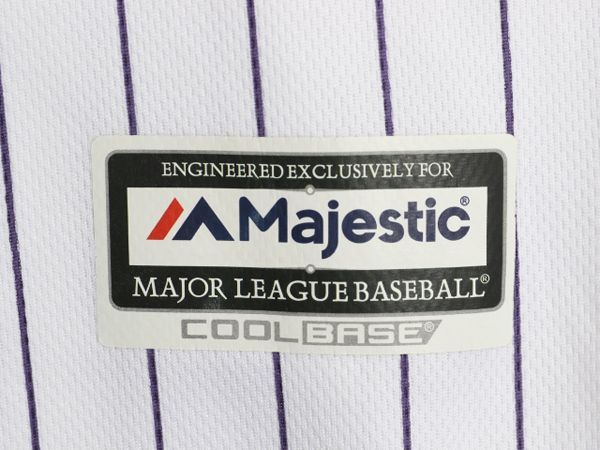 ENGINEERED EXCLUSIVELY FOR
Majestic®
MAJOR LEAGUE BASEBALL®
COOLBASE®